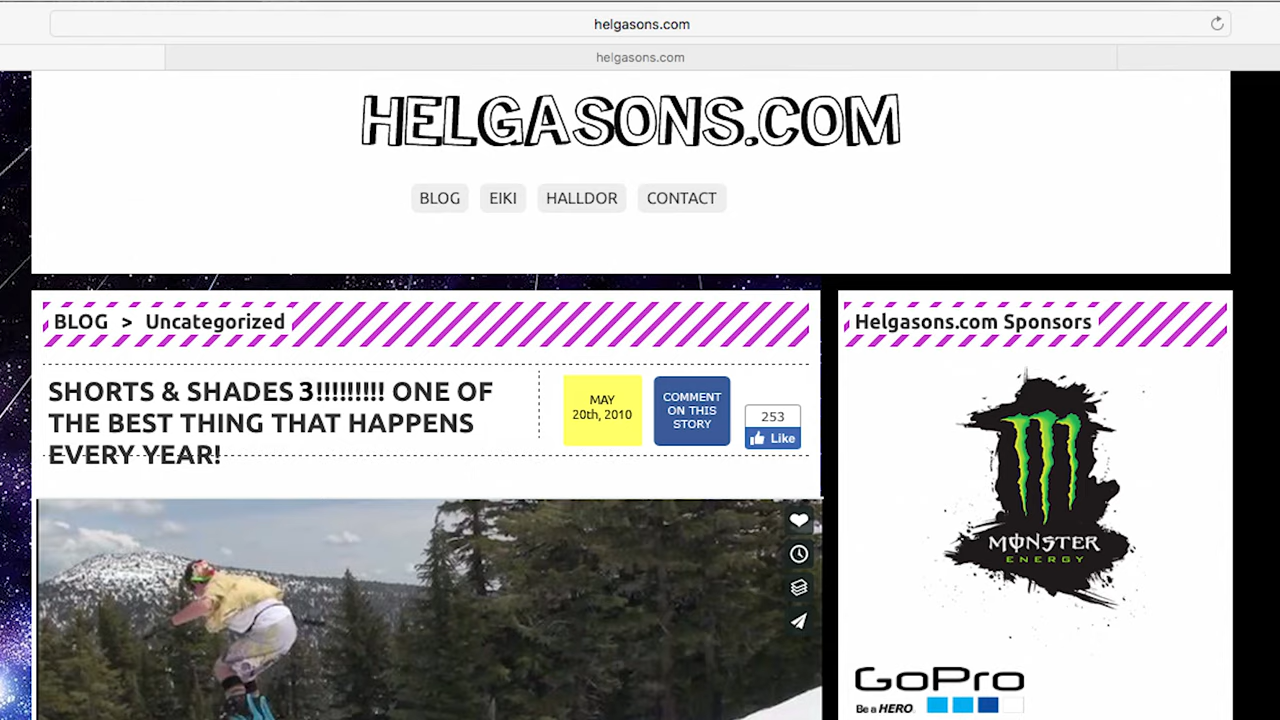 helgasons.com
helgasons.com
HELGASONS.COM
BLOG EIKI HALLDOR CONTACT
BLOG > Uncategorized
SHORTS & SHADES 3!!!!!!!!! ONE OF
THE BEST THING THAT HAPPENS
EVERY YEAR!
MAY
20th, 2010
COMMENT
ON THIS
STORY
253
Like
Helgasons.com Sponsors
MONSTER
ENERGY
GoPro
Be a HERO.